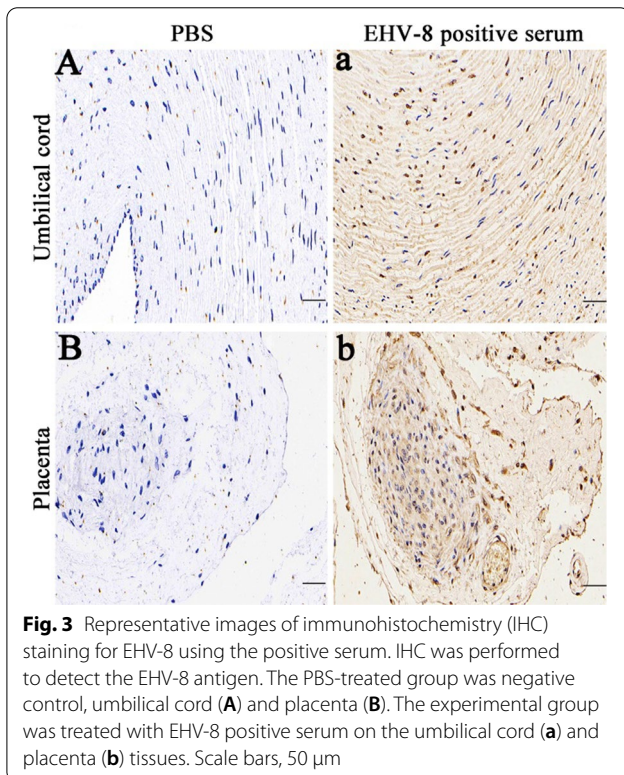 PBS
EHV-8 positive serum
Umbilical cord
A
a
Placenta
B
b
Fig. 3 Representative images of immunohistochemistry (IHC)
staining for EHV-8 using the positive serum. IHC was performed
to detect the EHV-8 antigen. The PBS-treated group was negative
control, umbilical cord (A) and placenta (B). The experimental group
was treated with EHV-8 positive serum on the umbilical cord (a) and
placenta (b) tissues. Scale bars, 50 μm